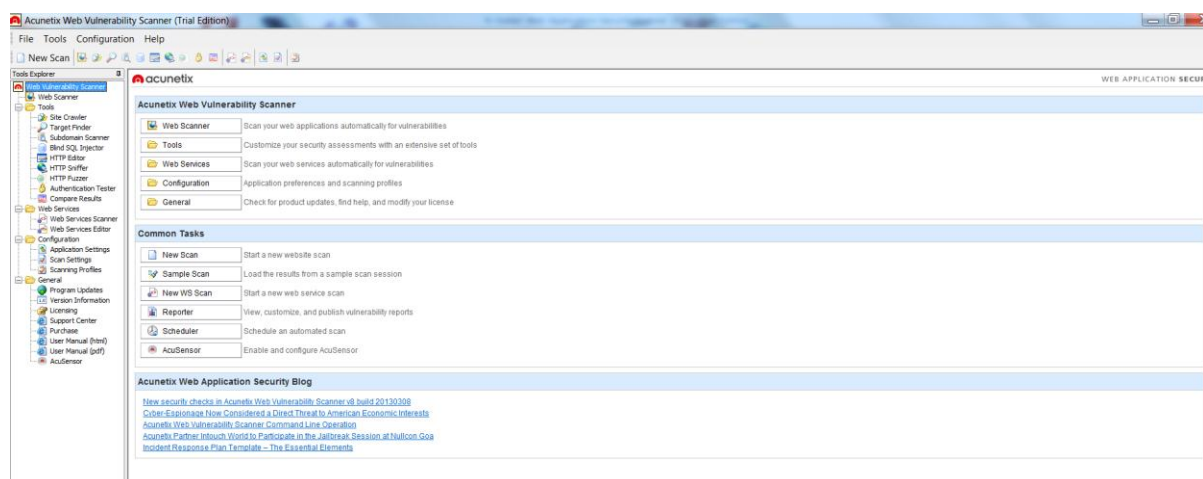 Acunetix Web Vulnerability Scanner (Trial Edition)
File Tools Configuration Help
New Scan
Tools Explorer
Web Vulnerability Scanner
Web Scanner
Tools
Site Crawler
Target Finder
Subdomain Scanner
Blind SQL Injector
HTTP Editor
HTTP Sniffer
HTTP Fuzzer
Authentication Tester
Compare Results
Web Services
Web Services Scanner
Web Services Editor
Configuration
Application Settings
Scan Settings
Scanning Profiles
General
Program Updates
Version Information
Licensing
Support Center
Purchase
User Manual (html)
User Manual (pdf)
AcuSensor
acunetix
WEB APPLICATION SECUR
Acunetix Web Vulnerability Scanner
Web Scanner Scan your web applications automatically for vulnerabilities
Tools Customize your security assessments with an extensive set of tools
Web Services Scan your web services automatically for vulnerabilities
Configuration Application preferences and scanning profiles
General Check for product updates, find help, and modify your license
Common Tasks
New Scan Start a new website scan
Sample Scan Load the results from a sample scan session
New WS Scan Start a new web service scan
Reporter View, customize, and publish vulnerability reports
Scheduler Schedule an automated scan
AcuSensor Enable and configure AcuSensor
Acunetix Web Application Security Blog
New security checks in Acunetix Web Vulnerability Scanner v8 build 20130308
Cyber-Espionage Now Considered a Direct Threat to American Economic Interests
Acunetix Web Vulnerability Scanner Command Line Operation
Acunetix Partner Intouch World to Participate in the Jailbreak Session at Nullcon Goa
Incident Response Plan Template – The Essential Elements